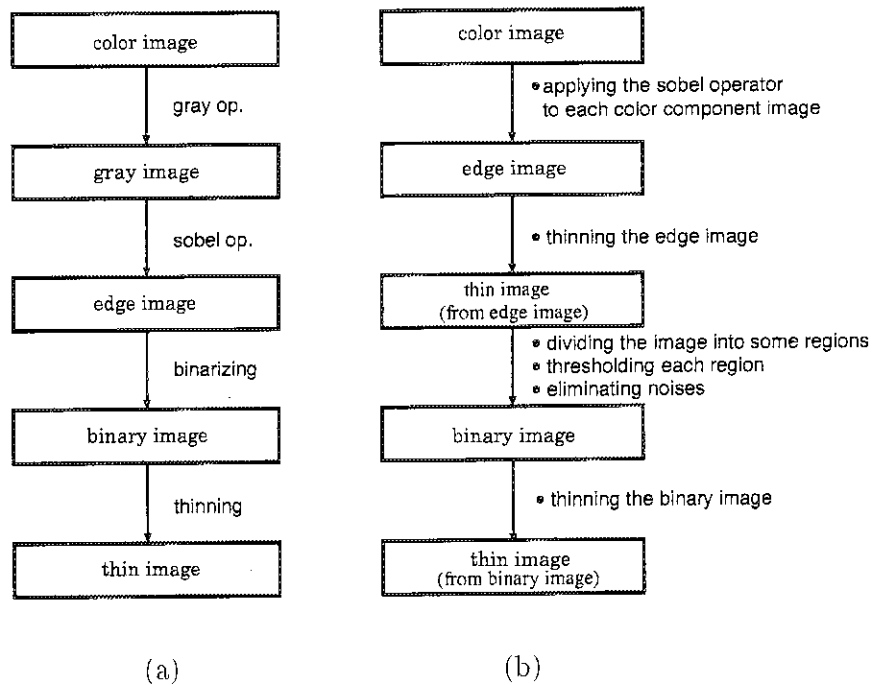 color image
gray op.
gray image
sobel op.
edge image
binarizing
binary image
thinning
thin image
(a)
color image
• applying the sobel operator
to each color component image
edge image
• thinning the edge image
thin image
(from edge image)
• dividing the image into some regions
• thresholding each region
• eliminating noises
binary image
• thinning the binary image
thin image
(from binary image)
(b)